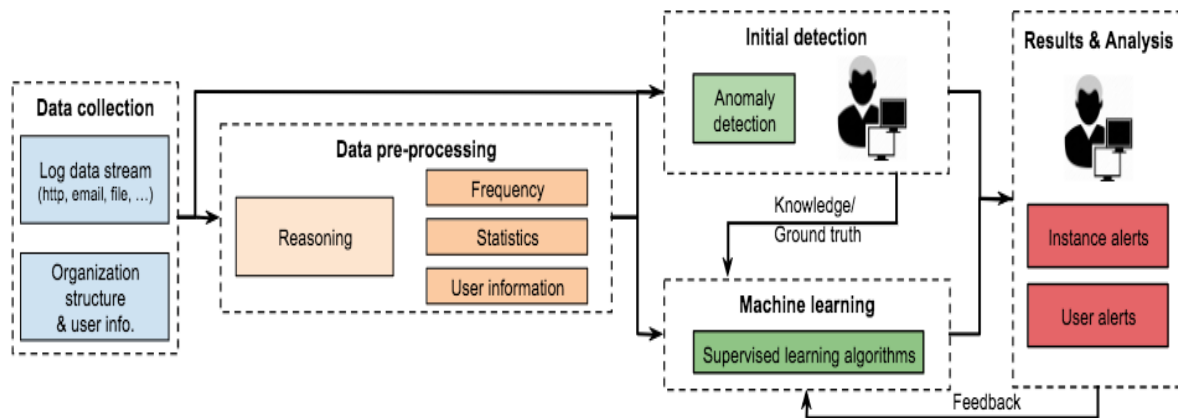 Data collection
Log data stream
(http, email, file, ...)
Organization
structure
& user info.
Data pre-processing
Reasoning
Frequency
Statistics
User information
Initial detection
Anomaly
detection
Knowledge/
Ground truth
Machine learning
Supervised learning algorithms
Results & Analysis
Instance alerts
User alerts
Feedback